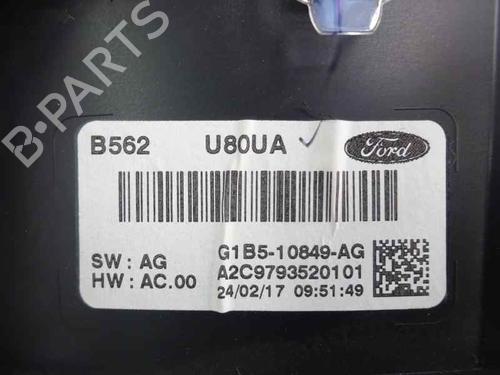 B-PARTS
B562 U80UA Ford
G1B5-10849-AG
SW: AG
A2C9793520101
HW: AC.00
24/02/17 09:51:49